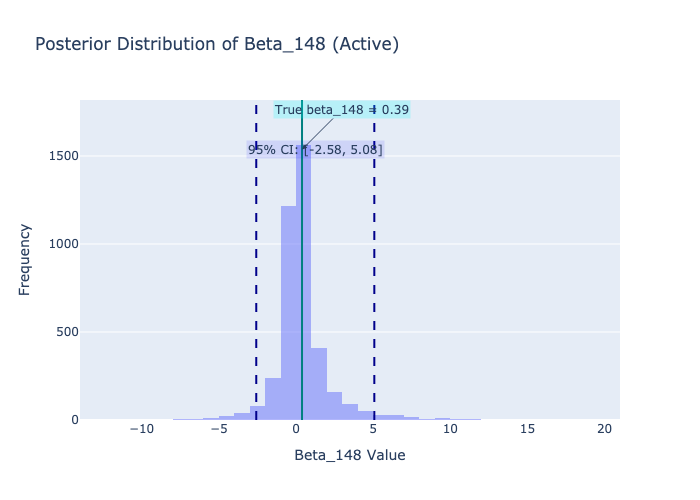 Posterior Distribution of Beta_148 (Active)
True beta_148 = 0.39
95% CI: [-2.58, 5.08]
1500
1000
500
0
Frequency
−10
−5
0
5
10
15
20
Beta_148 Value